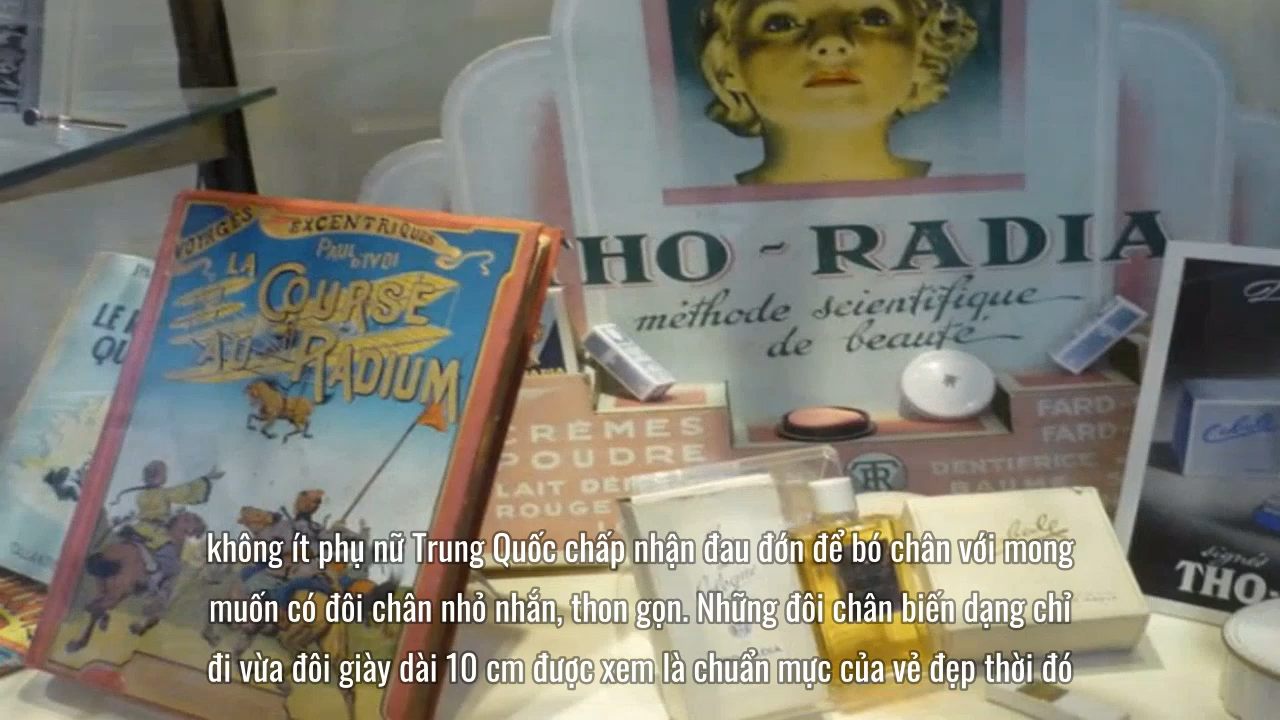 VOYAGES EXCENTRIQUES
PAUL D'IVOI
LA
COURSE
AU
RADIUM
THO-RADIA
méthode scientifique
de beauté
CRÈMES
POUDRE
ROUGE
FARD
FARD
DENTIFRICE
BAUME
THO
không ít phụ nữ Trung Quốc chấp nhận đau đớn để bó chân với mong
muốn có đôi chân nhỏ nhắn, thon gọn. Những đôi chân biến dạng chỉ
đi vừa đôi giày dài 10 cm được xem là chuẩn mực của vẻ đẹp thời đó